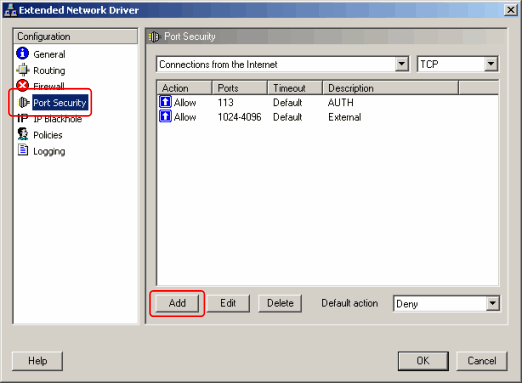 Extended Network Driver
Configuration
General
Routing
Firewall
Port Security
IP IP Blackhole
Policies
Logging
Port Security
Connections from the Internet TCP
Action Ports Timeout Description
Allow 113 Default AUTH
Allow 1024-4096 Default External
Add Edit Delete Default action Deny
Help OK Cancel